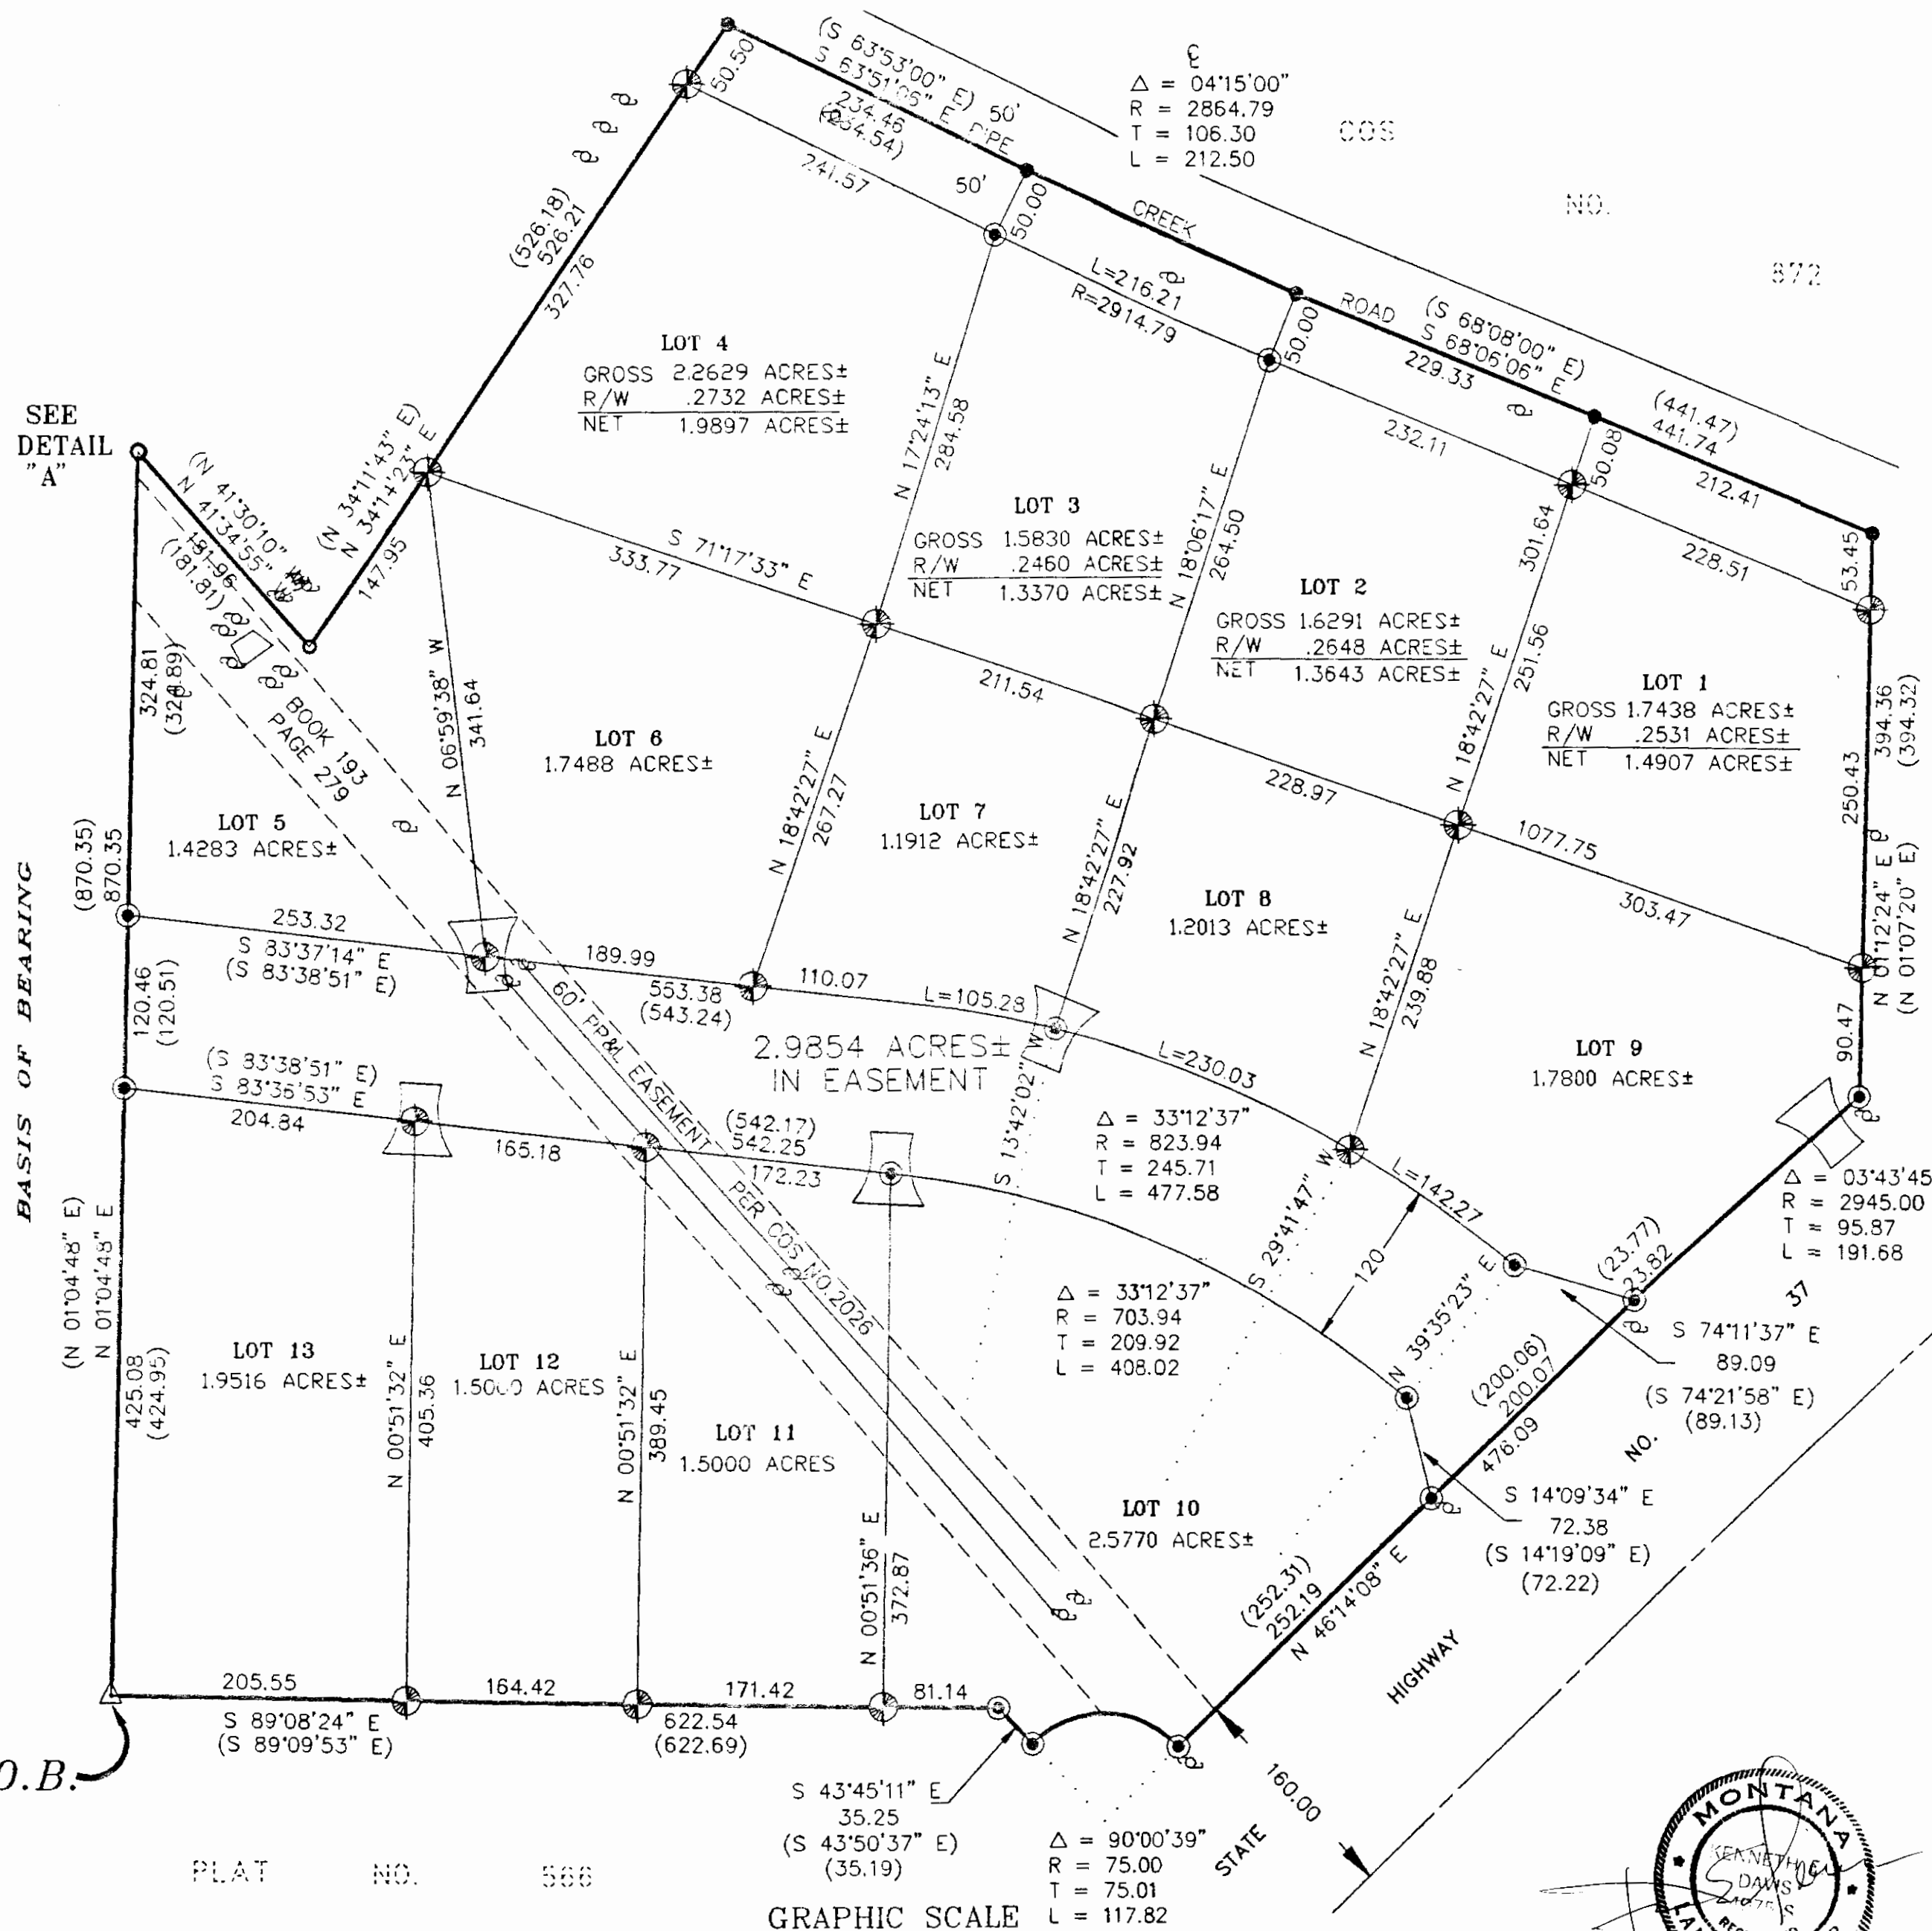 (S 63°53'00" E)
S 63°51'06" E
234.46
(234.54)
50'
PIPE
50'
CREEK
ROAD
℄
Δ = 04°15'00"
R = 2864.79
T = 106.30
L = 212.50
COS
NO.
872
50.50
241.57
50.00
L=216.21
R=2914.79
50.00
(S 68°08'00" E)
S 68°06'06" E
229.33
(441.47)
441.74
212.41
232.11
50.08
228.51
53.45
(526.18)
526.21
327.76
LOT 4
GROSS 2.2629 ACRES±
R/W .2732 ACRES±
NET 1.9897 ACRES±
N 17°24'13" E
284.58
LOT 3
GROSS 1.5830 ACRES±
R/W .2460 ACRES±
NET 1.3370 ACRES±
N 18°06'17" E
264.50
LOT 2
GROSS 1.6291 ACRES±
R/W .2648 ACRES±
NET 1.3643 ACRES±
301.64
N 18°42'27" E
251.56
LOT 1
GROSS 1.7438 ACRES±
R/W .2531 ACRES±
NET 1.4907 ACRES±
394.36
(394.32)
250.43
N 01°12'24" E
(N 01°07'20" E)
90.47
SEE
DETAIL
"A"
(N 41°30'10" W)
N 41°34'55" W
181.96
(181.81)
(N 34°11'43" E)
N 34°14'23" E
147.95
S 71°17'33" E
333.77
211.54
228.97
1077.75
303.47
324.81
(324.89)
BOOK 193
PAGE 279
N 06°59'38" W
341.64
LOT 6
1.7488 ACRES±
LOT 5
1.4283 ACRES±
N 18°42'27" E
267.27
LOT 7
1.1912 ACRES±
N 18°42'27" E
227.92
LOT 8
1.2013 ACRES±
N 18°42'27" E
239.88
LOT 9
1.7800 ACRES±
BASIS OF BEARING
(870.35)
870.35
120.46
(120.51)
(N 01°04'48" E)
N 01°04'48" E
425.08
(424.95)
253.32
S 83°37'14" E
(S 83°38'51" E)
189.99
553.38
(543.24)
110.07
L=105.28
L=230.03
L=142.27
60' PP&L EASEMENT
PER COS NO.2026
2.9854 ACRES±
IN EASEMENT
(S 83°38'51" E)
S 83°36'53" E
204.84
165.18
(542.17)
542.25
172.23
S 13°42'02" W
Δ = 33°12'37"
R = 823.94
T = 245.71
L = 477.58
S 29°41'47" W
120
Δ = 33°12'37"
R = 703.94
T = 209.92
L = 408.02
N 39°35'23" E
Δ = 03°43'45
R = 2945.00
T = 95.87
L = 191.68
(23.77)
23.82
37
S 74°11'37" E
89.09
(S 74°21'58" E)
(89.13)
(200.06)
200.07
476.09
NO.
S 14°09'34" E
72.38
(S 14°19'09" E)
(72.22)
LOT 13
1.9516 ACRES±
N 00°51'32" E
405.36
LOT 12
1.5000 ACRES
N 00°51'32" E
389.45
LOT 11
1.5000 ACRES
N 00°51'36" E
372.87
LOT 10
2.5770 ACRES±
(252.31)
252.19
N 46°14'08" E
HIGHWAY
STATE
160.00
205.55
164.42
171.42
81.14
S 89°08'24" E
(S 89°09'53" E)
622.54
(622.69)
O.B.
S 43°45'11" E
35.25
(S 43°50'37" E)
(35.19)
Δ = 90°00'39"
R = 75.00
T = 75.01
L = 117.82
PLAT NO. 566
GRAPHIC SCALE
MONTANA
KENNETH
DAVIS